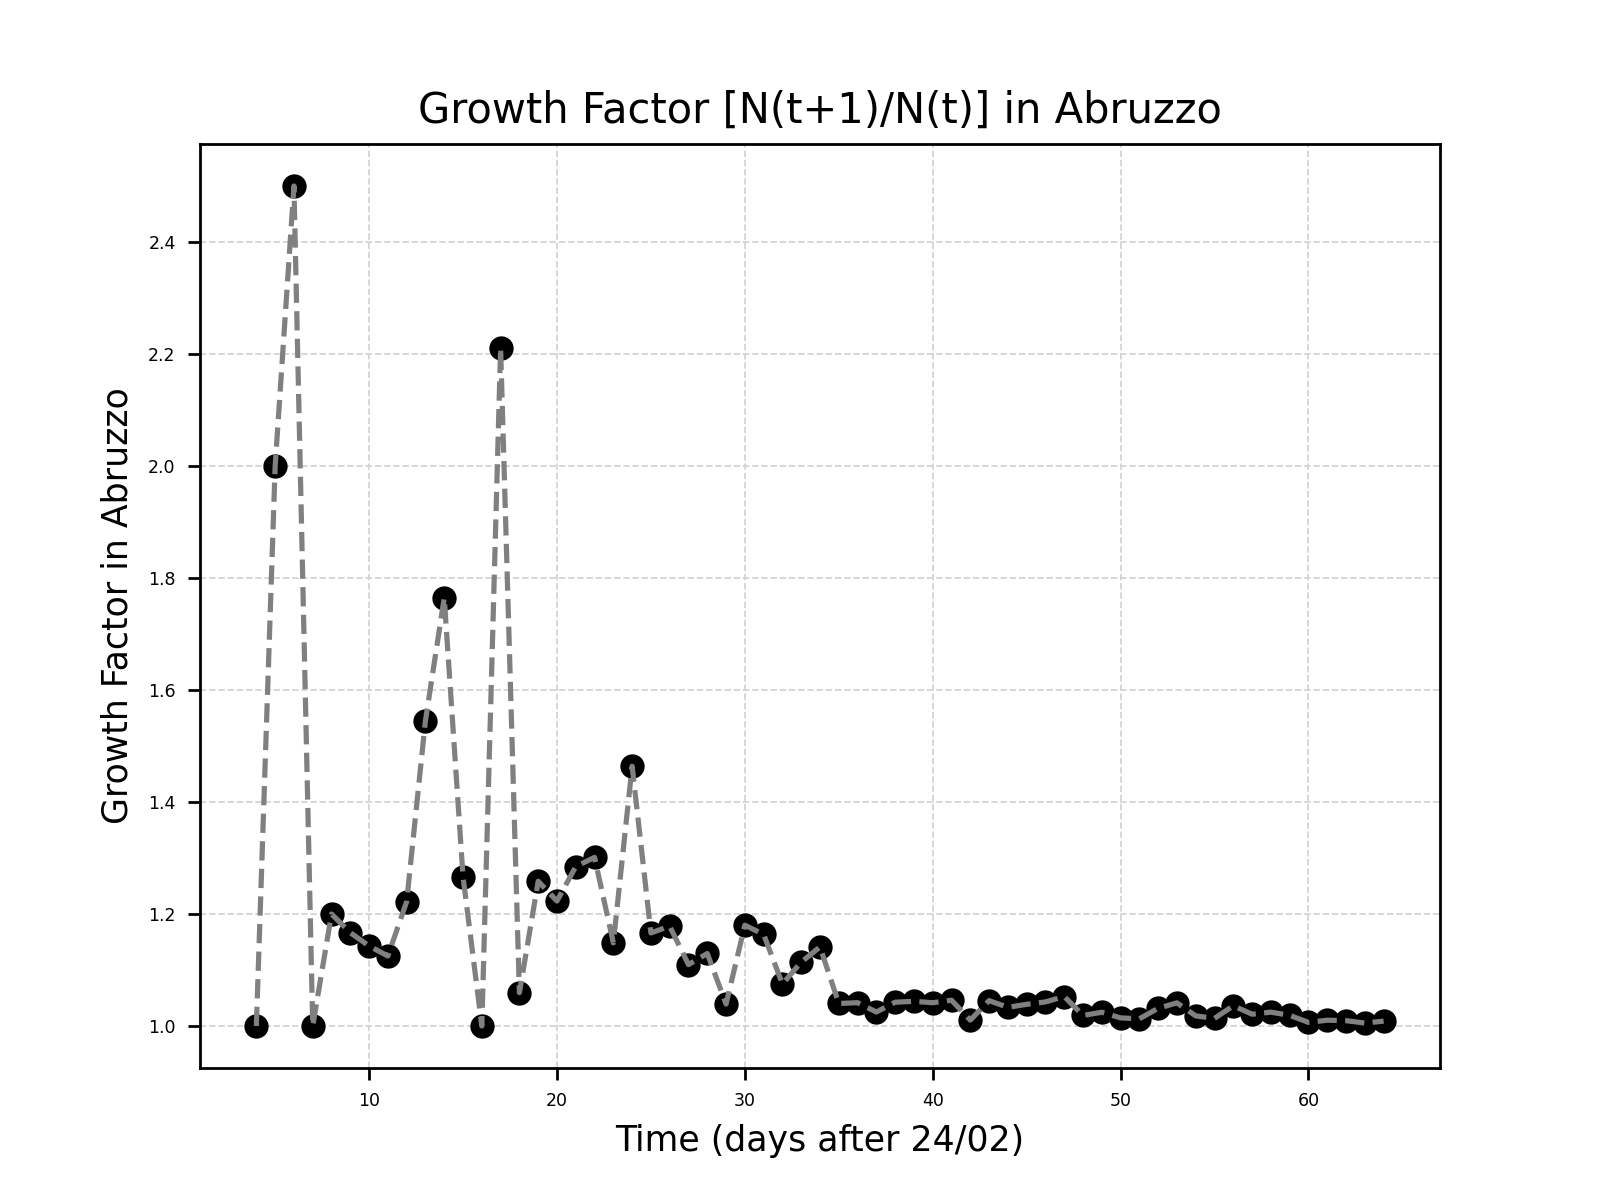 Growth Factor [N(t+1)/N(t)] in Abruzzo
Growth Factor in Abruzzo
2.4
2.2
2.0
1.8
1.6
1.4
1.2
1.0
10 20 30 40 50 60
Time (days after 24/02)